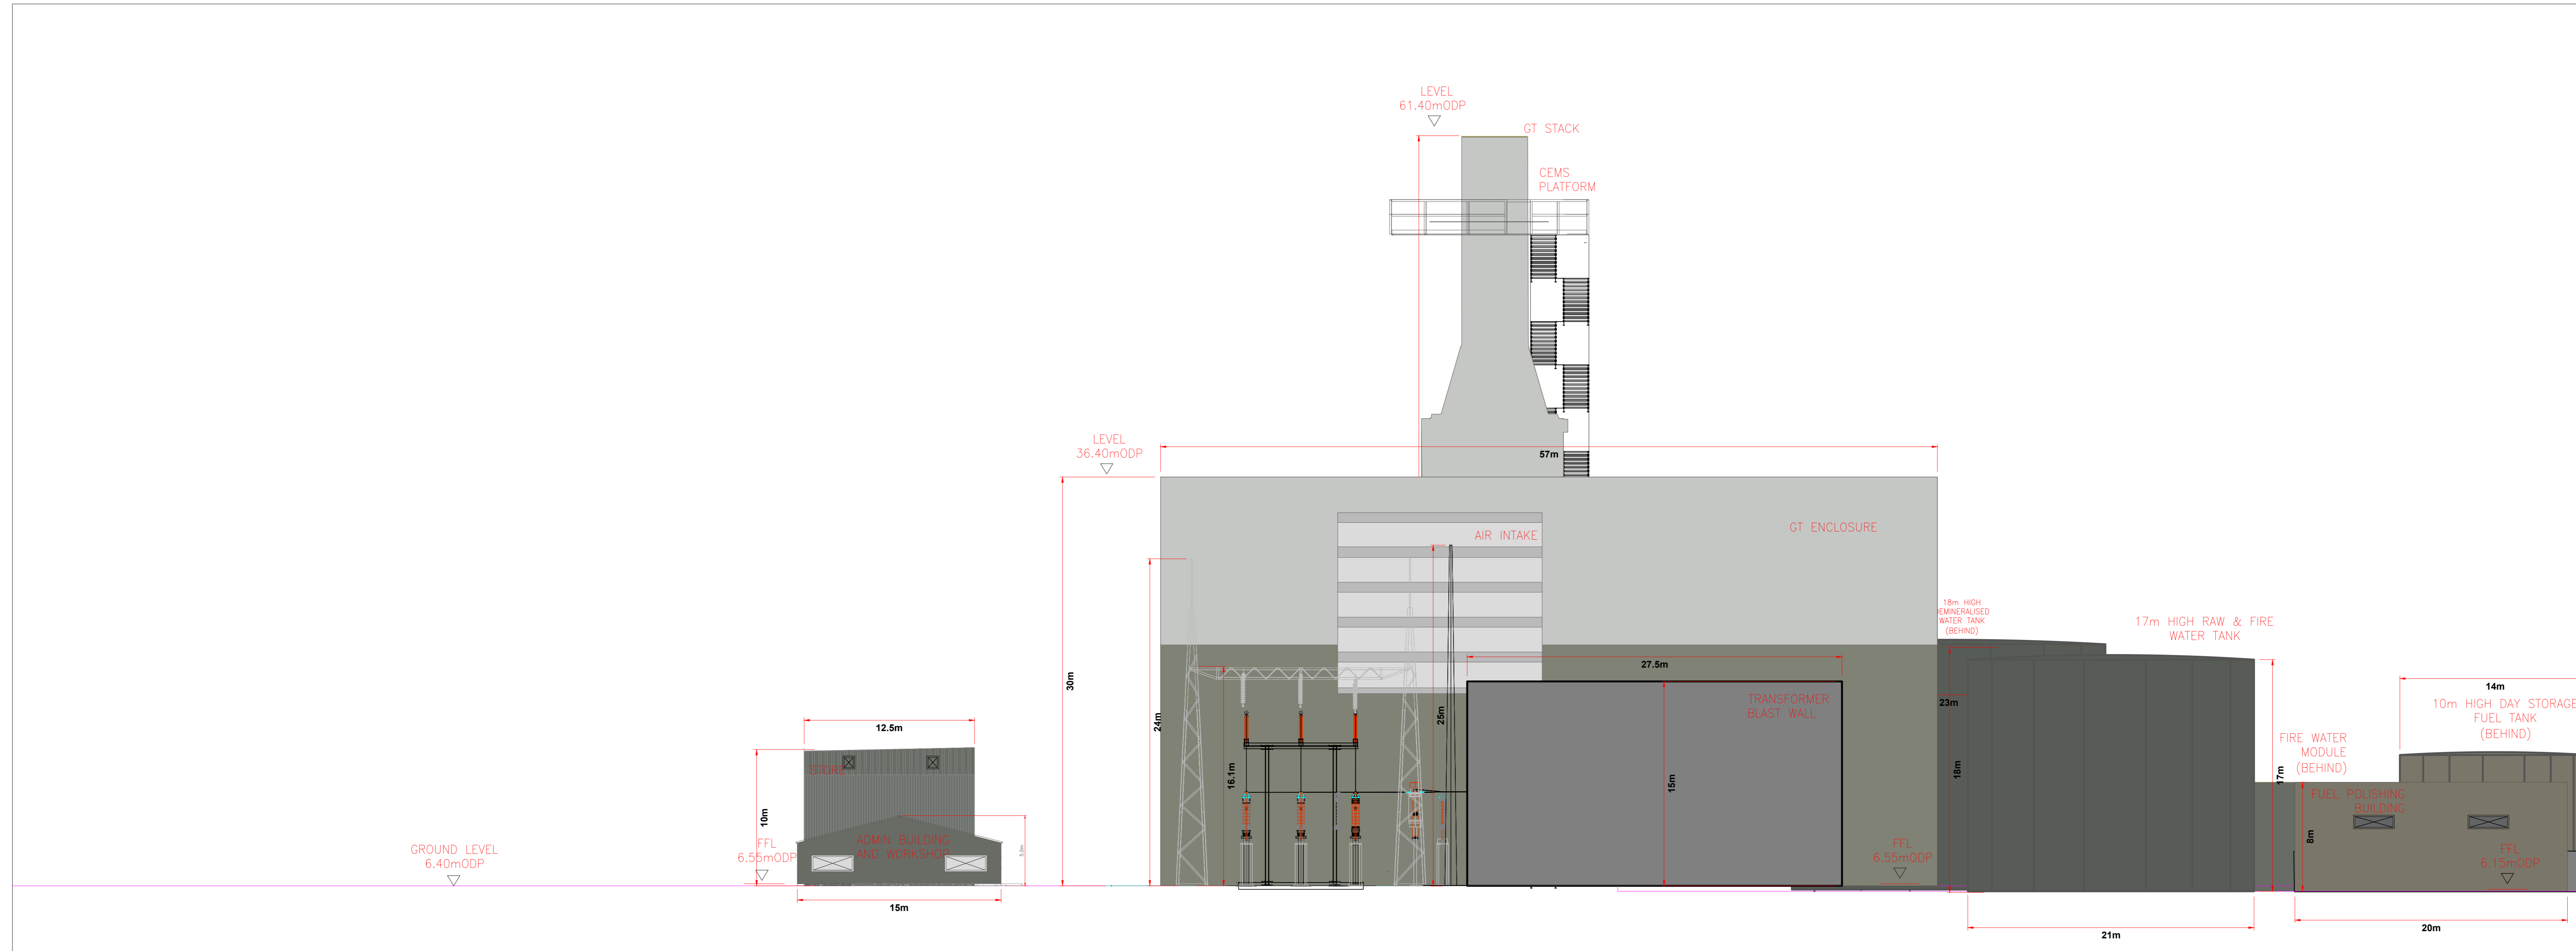 LEVEL
61.40mODP
GT STACK
CEMS
PLATFORM
LEVEL
36.40mODP
57m
GT ENCLOSURE
AIR INTAKE
18m HIGH
DEMINERALISED
WATER TANK
(BEHIND)
17m HIGH RAW & FIRE
WATER TANK
27.5m
30m
24m
25m
16.1m
TRANSFORMER
BLAST WALL
15m
23m
18m
17m
14m
10m HIGH DAY STORAGE
FUEL TANK
(BEHIND)
FIRE WATER
MODULE
(BEHIND)
12.5m
STORE
10m
FUEL POLISHING
BUILDING
8m
GROUND LEVEL
6.40mODP
FFL
6.55mODP
ADMIN BUILDING
AND WORKSHOP
5.0m
FFL
6.55mODP
FFL
6.15mODP
15m
21m
20m